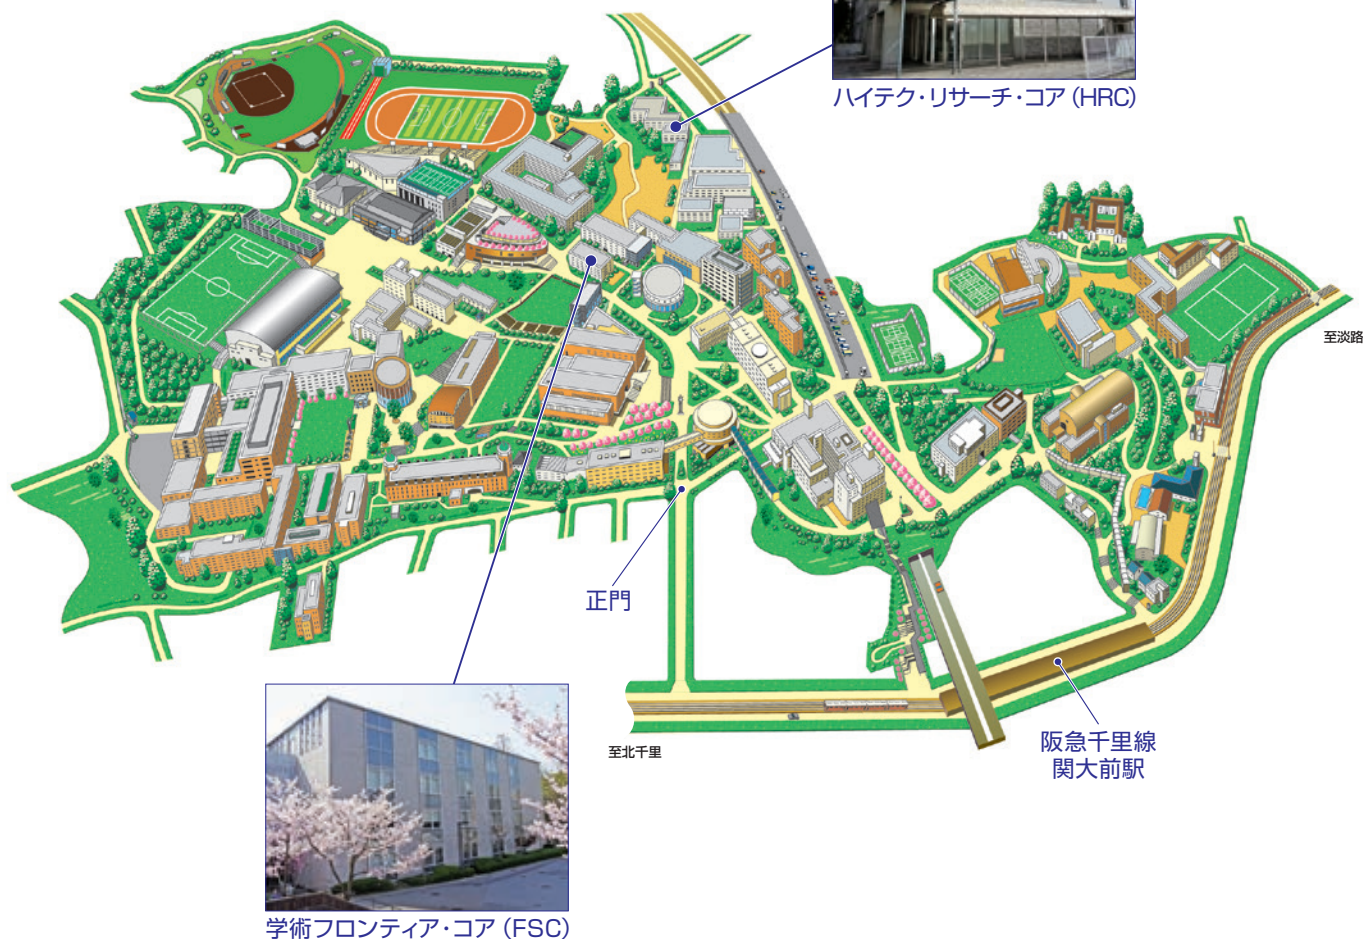 ハイテク・リサーチ・コア (HRC)
至淡路
正門
阪急千里線
関大前駅
至北千里
学術フロンティア・コア (FSC)